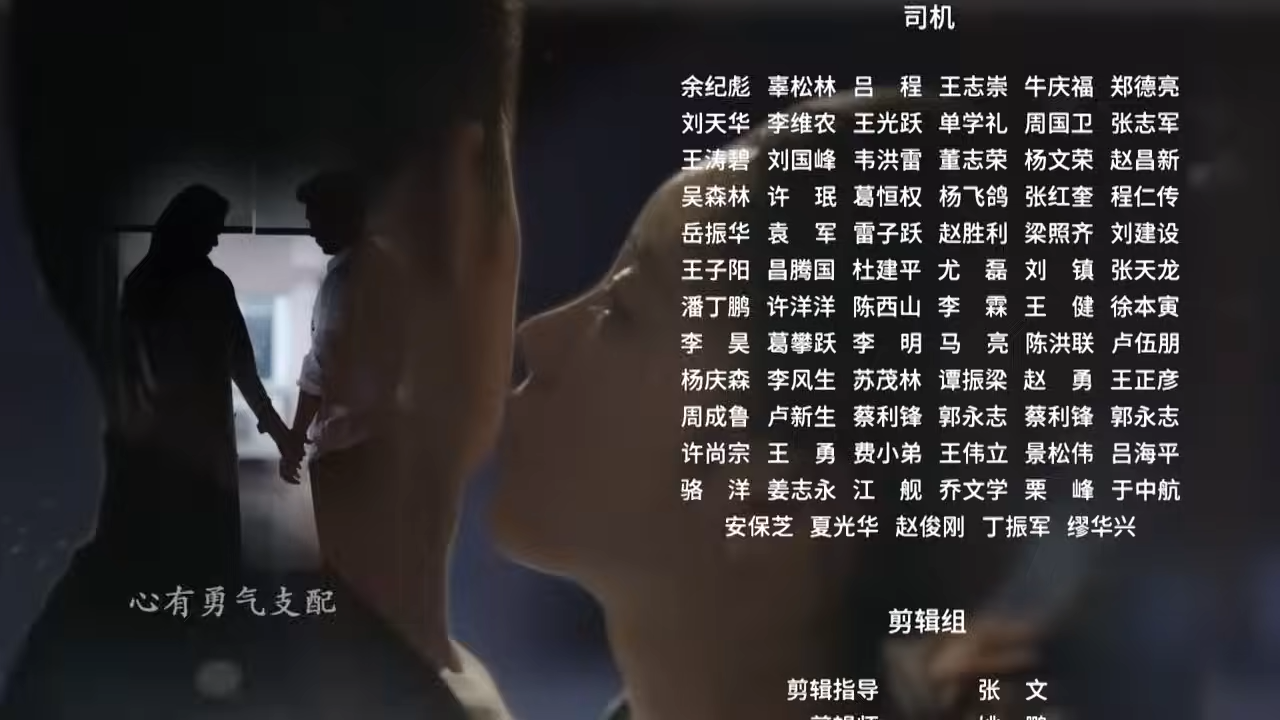 司机
余纪彪 辜松林 吕 程 王志崇 牛庆福 郑德亮
刘天华 李维农 王光跃 单学礼 周国卫 张志军
王涛碧 刘国峰 韦洪雷 董志荣 杨文荣 赵昌新
吴森林 许 珉 葛恒权 杨飞鸽 张红奎 程仁传
岳振华 袁 军 雷子跃 赵胜利 梁照齐 刘建设
王子阳 昌腾国 杜建平 尤 磊 刘 镇 张天龙
潘丁鹏 许洋洋 陈西山 李 霖 王 健 徐本寅
李 昊 葛攀跃 李 明 马 亮 陈洪联 卢伍朋
杨庆森 李风生 苏茂林 谭振梁 赵 勇 王正彦
周成鲁 卢新生 蔡利锋 郭永志 蔡利锋 郭永志
许尚宗 王 勇 费小弟 王伟立 景松伟 吕海平
骆 洋 姜志永 江 舰 乔文学 栗 峰 于中航
安保芝 夏光华 赵俊刚 丁振军 缪华兴
心有勇气支配
剪辑组
剪辑指导 张 文
剪辑师 姚 鹏